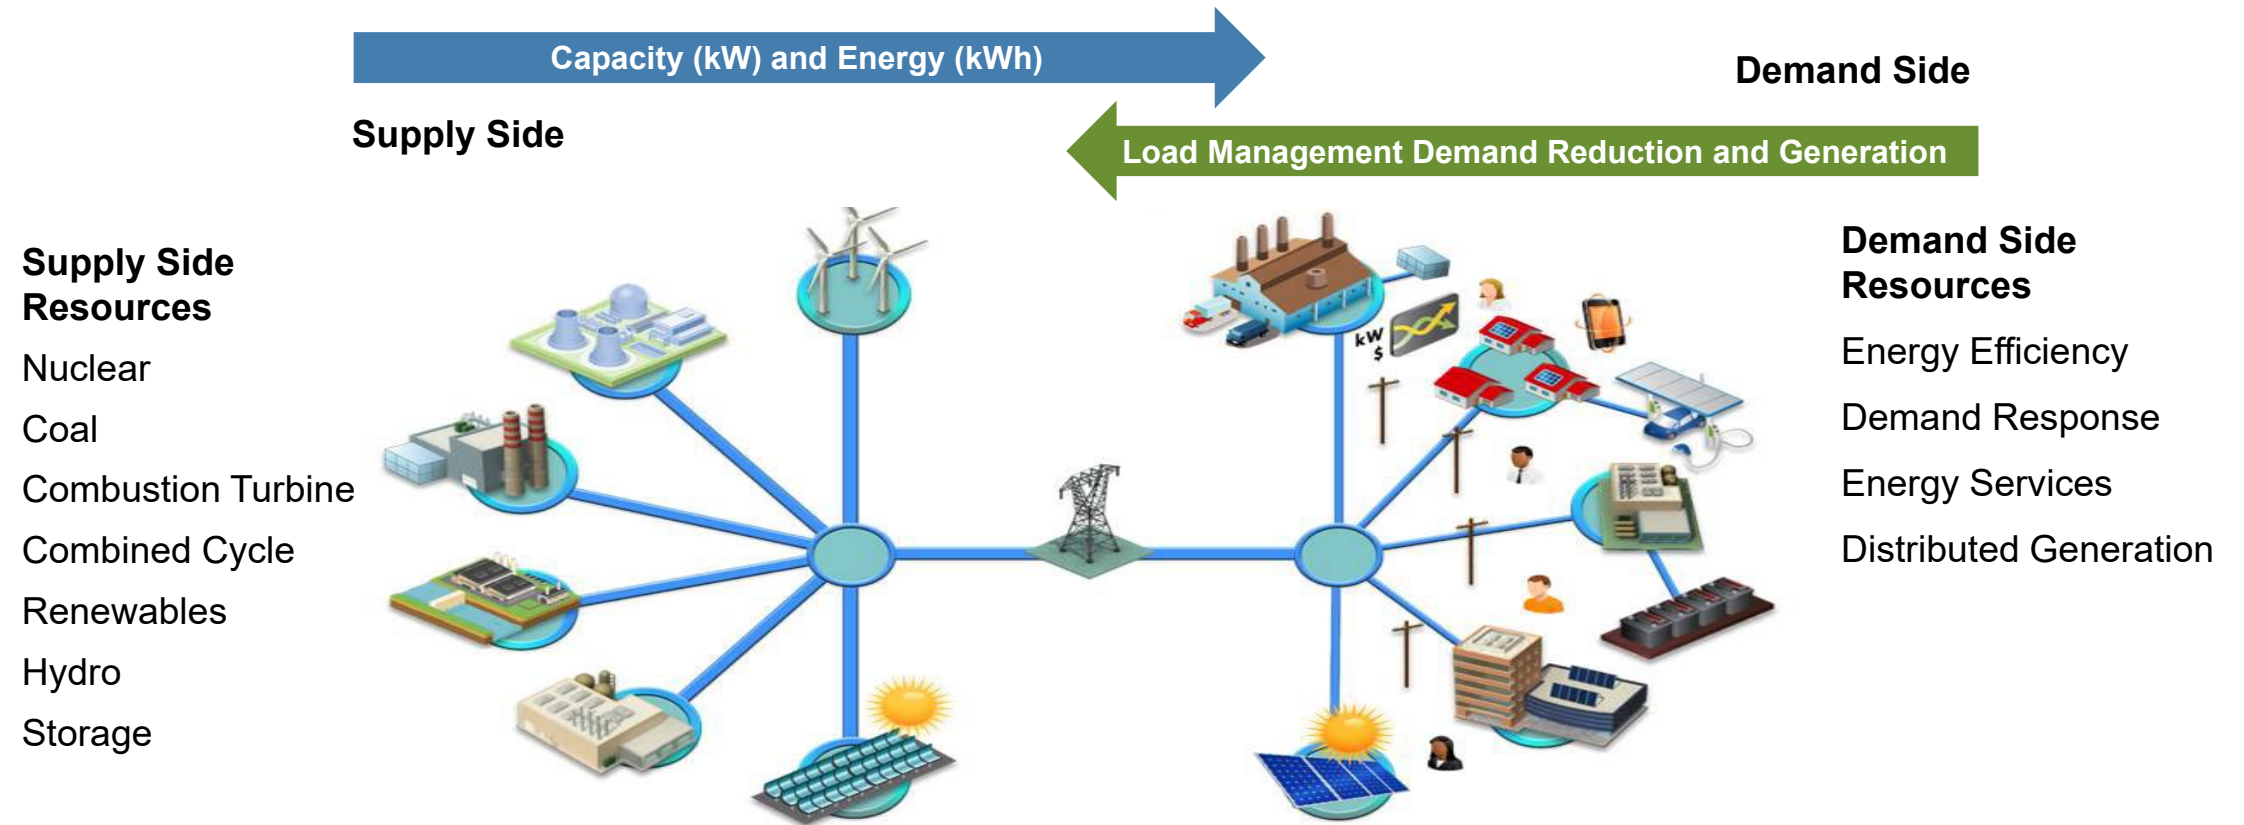 Capacity (kW) and Energy (kWh)
Demand Side
Supply Side
Load Management Demand Reduction and Generation
Supply Side
Resources
Nuclear
Coal
Combustion Turbine
Combined Cycle
Renewables
Hydro
Storage
kW
$
Demand Side
Resources
Energy Efficiency
Demand Response
Energy Services
Distributed Generation